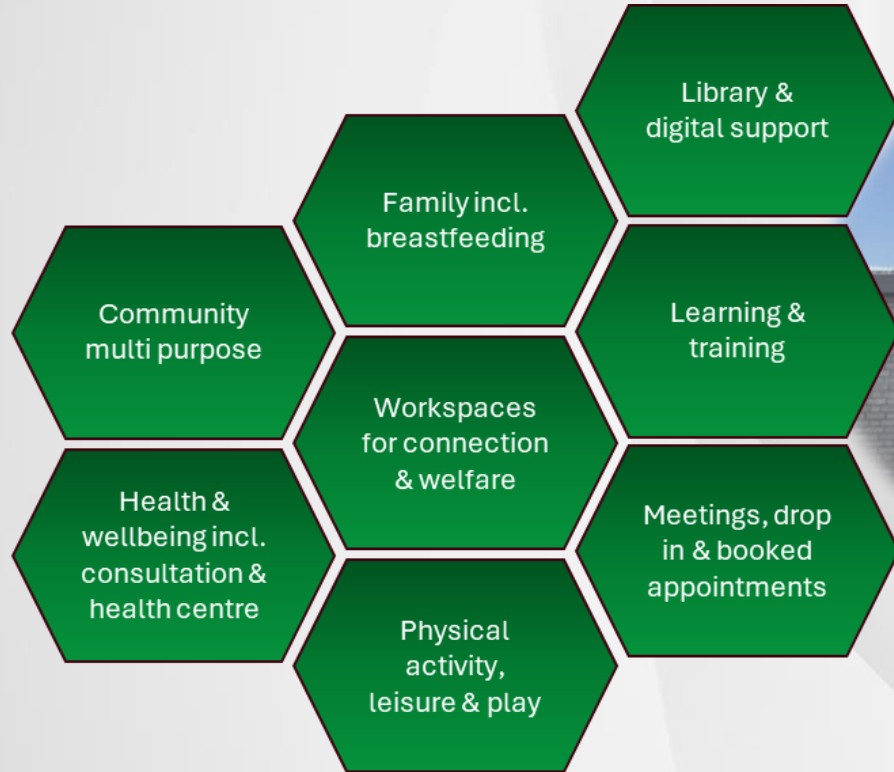 Library &
digital support
Family incl.
breastfeeding
Community
multi purpose
Learning &
training
Workspaces
for connection
& welfare
Health &
wellbeing incl.
consultation &
health centre
Meetings, drop
in & booked
appointments
Physical
activity,
leisure & play